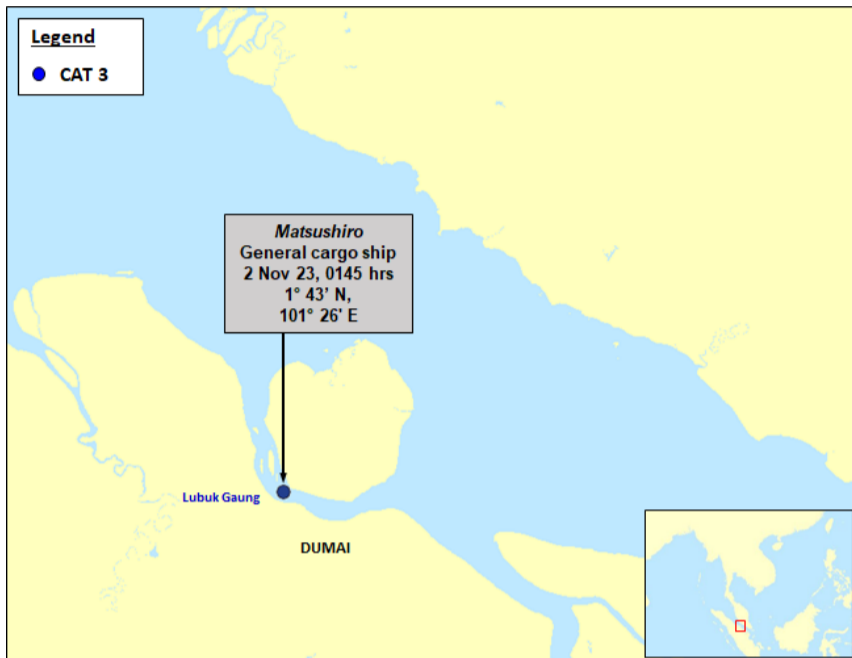 Legend
CAT 3
Matsushiro
General cargo ship
2 Nov 23, 0145 hrs
1° 43’ N,
101° 26' E
Lubuk Gaung
DUMAI